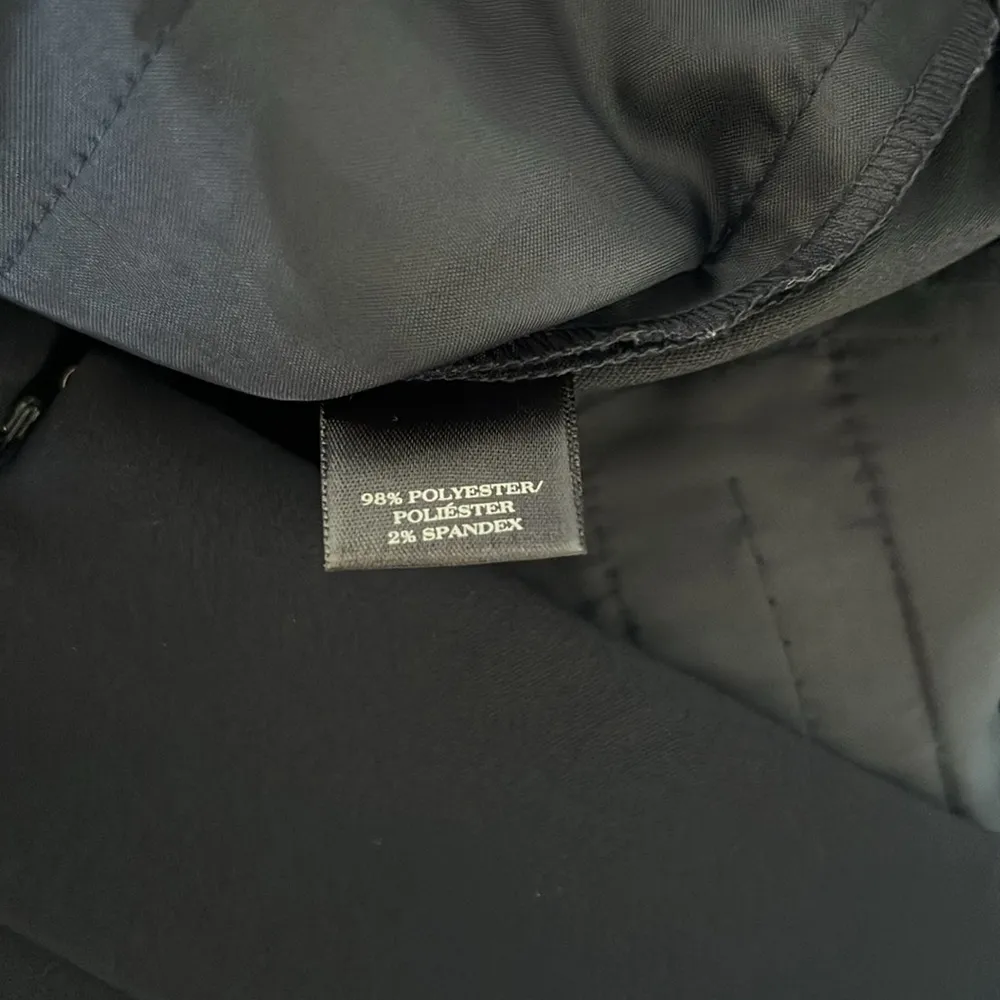 98% POLYESTER/
POLIÉSTER
2% SPANDEX